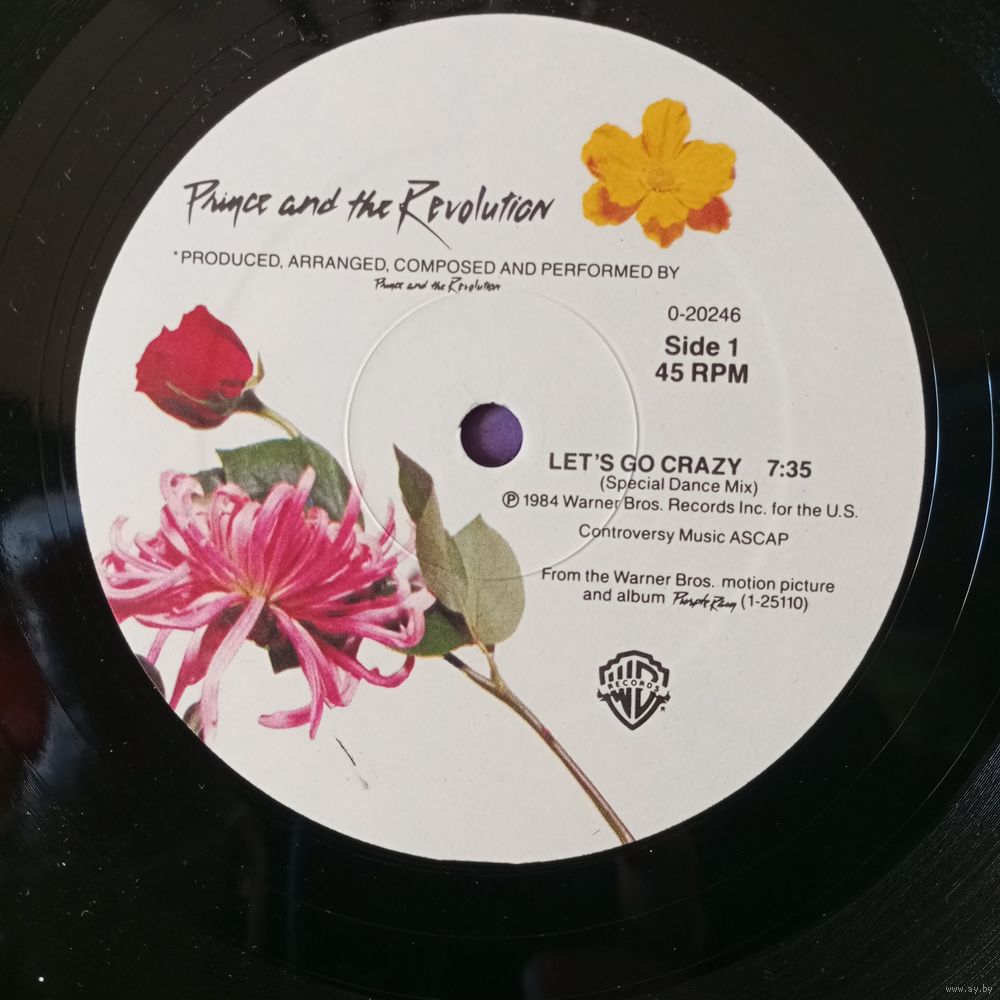 Prince and the Revolution
*PRODUCED, ARRANGED, COMPOSED AND PERFORMED BY
Prince and the Revolution
0-20246
Side 1
45 RPM
LET'S GO CRAZY 7:35
(Special Dance Mix)
℗ 1984 Warner Bros. Records Inc. for the U.S.
Controversy Music ASCAP
From the Warner Bros. motion picture
and album Purple Rain (1-25110)
WB
RECORDS
www.ay.by